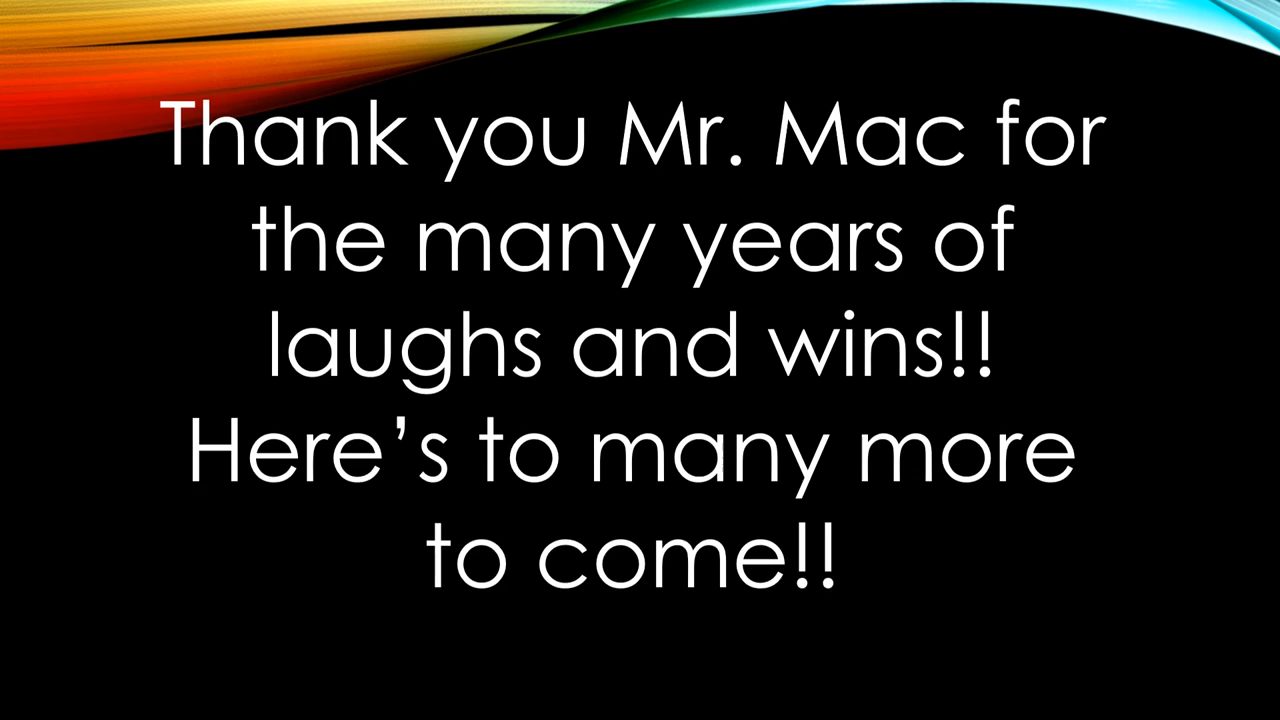 Thank you Mr. Mac for
the many years of
laughs and wins!!
Here’s to many more
to come!!